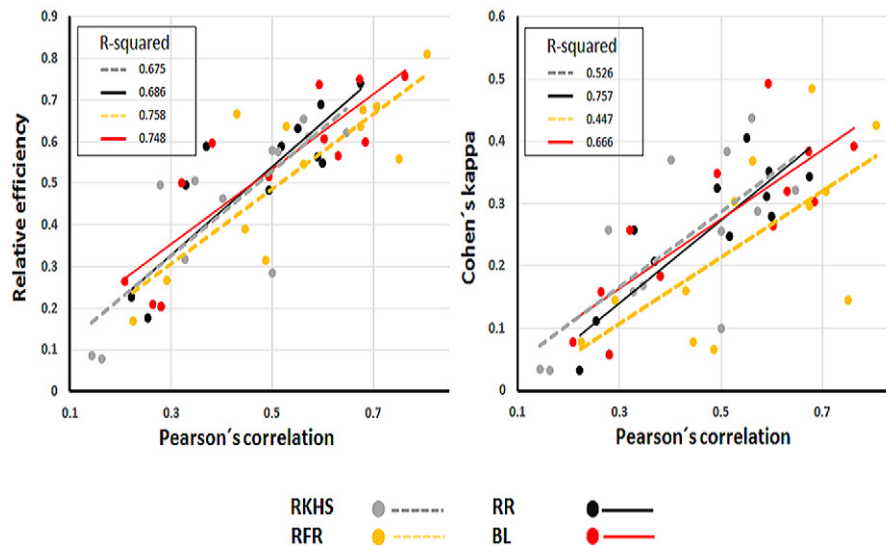 R-squared
0.675
0.686
0.758
0.748
0.9
0.8
0.7
0.6
0.5
0.4
0.3
0.2
0.1
0
0.1 0.3 0.5 0.7
Relative efficiency
Pearson´s correlation
R-squared
0.526
0.757
0.447
0.666
0.6
0.5
0.4
0.3
0.2
0.1
0
0.1 0.3 0.5 0.7
Cohen´s kappa
Pearson´s correlation
RKHS RR
RFR BL